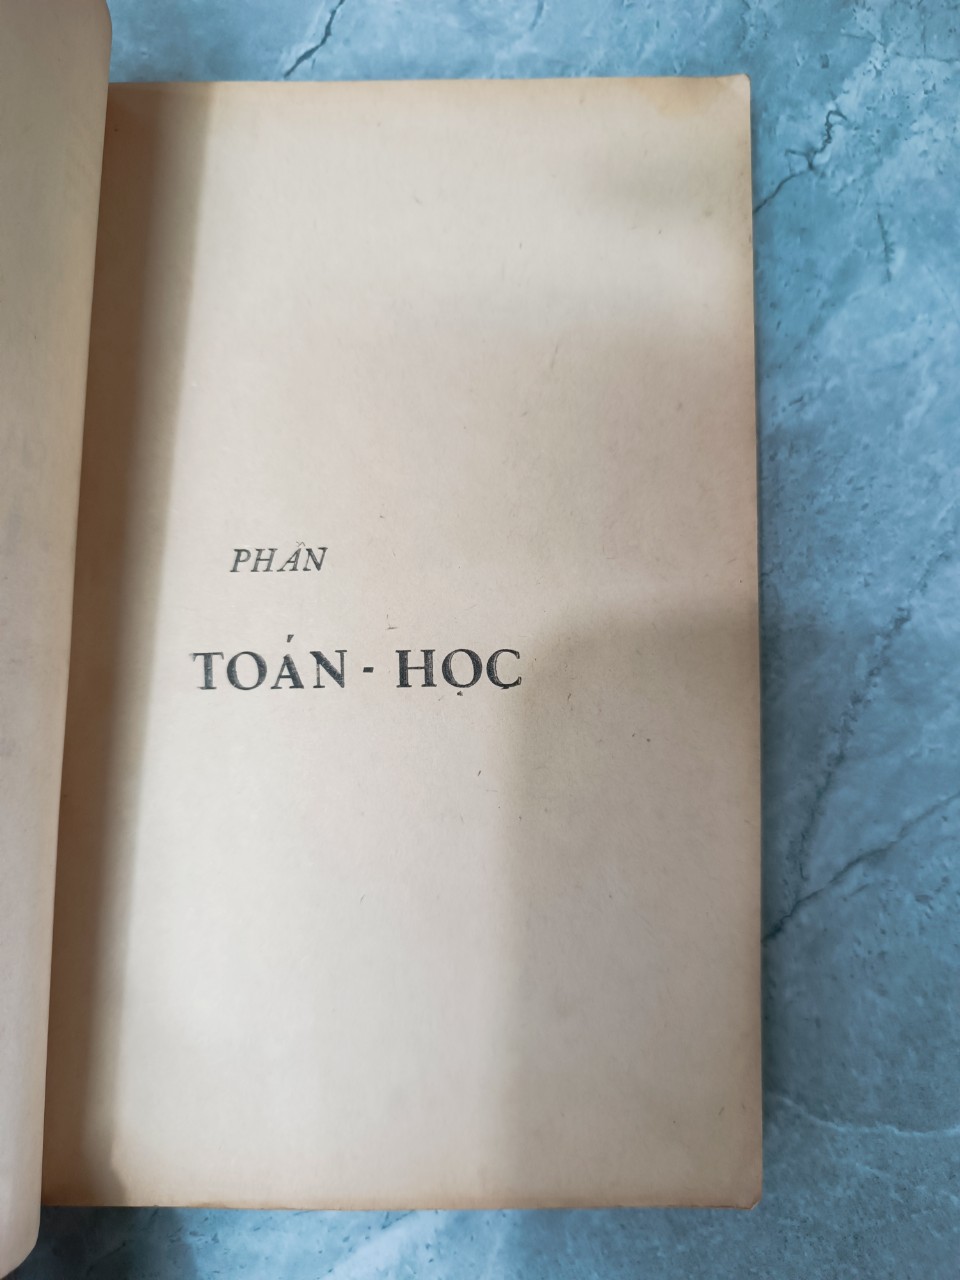 PHẦN
TOÁN - HỌC